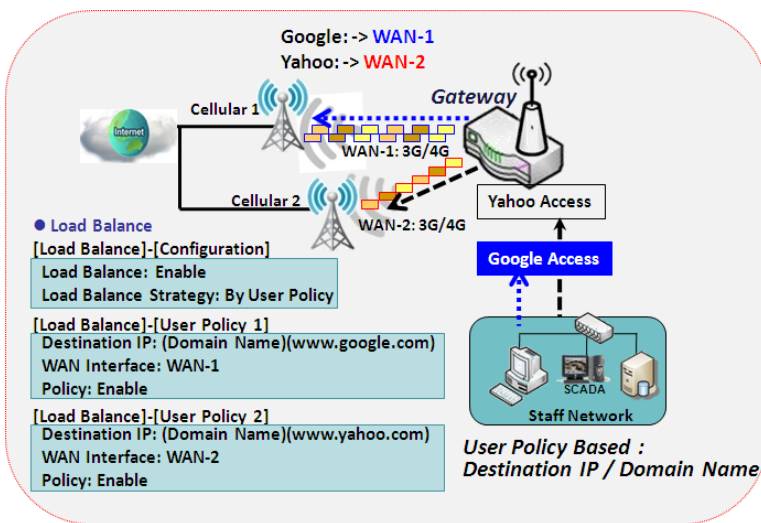 Google: -> WAN-1
Yahoo: -> WAN-2
Gateway
Cellular 1
Internet
WAN-1: 3G/4G
Cellular 2
WAN-2: 3G/4G
Yahoo Access
Google Access
● Load Balance
[Load Balance]-[Configuration]
Load Balance: Enable
Load Balance Strategy: By User Policy
[Load Balance]-[User Policy 1]
Destination IP: (Domain Name)(www.google.com)
WAN Interface: WAN-1
Policy: Enable
[Load Balance]-[User Policy 2]
Destination IP: (Domain Name)(www.yahoo.com)
WAN Interface: WAN-2
Policy: Enable
SCADA
Staff Network
User Policy Based :
Destination IP / Domain Name